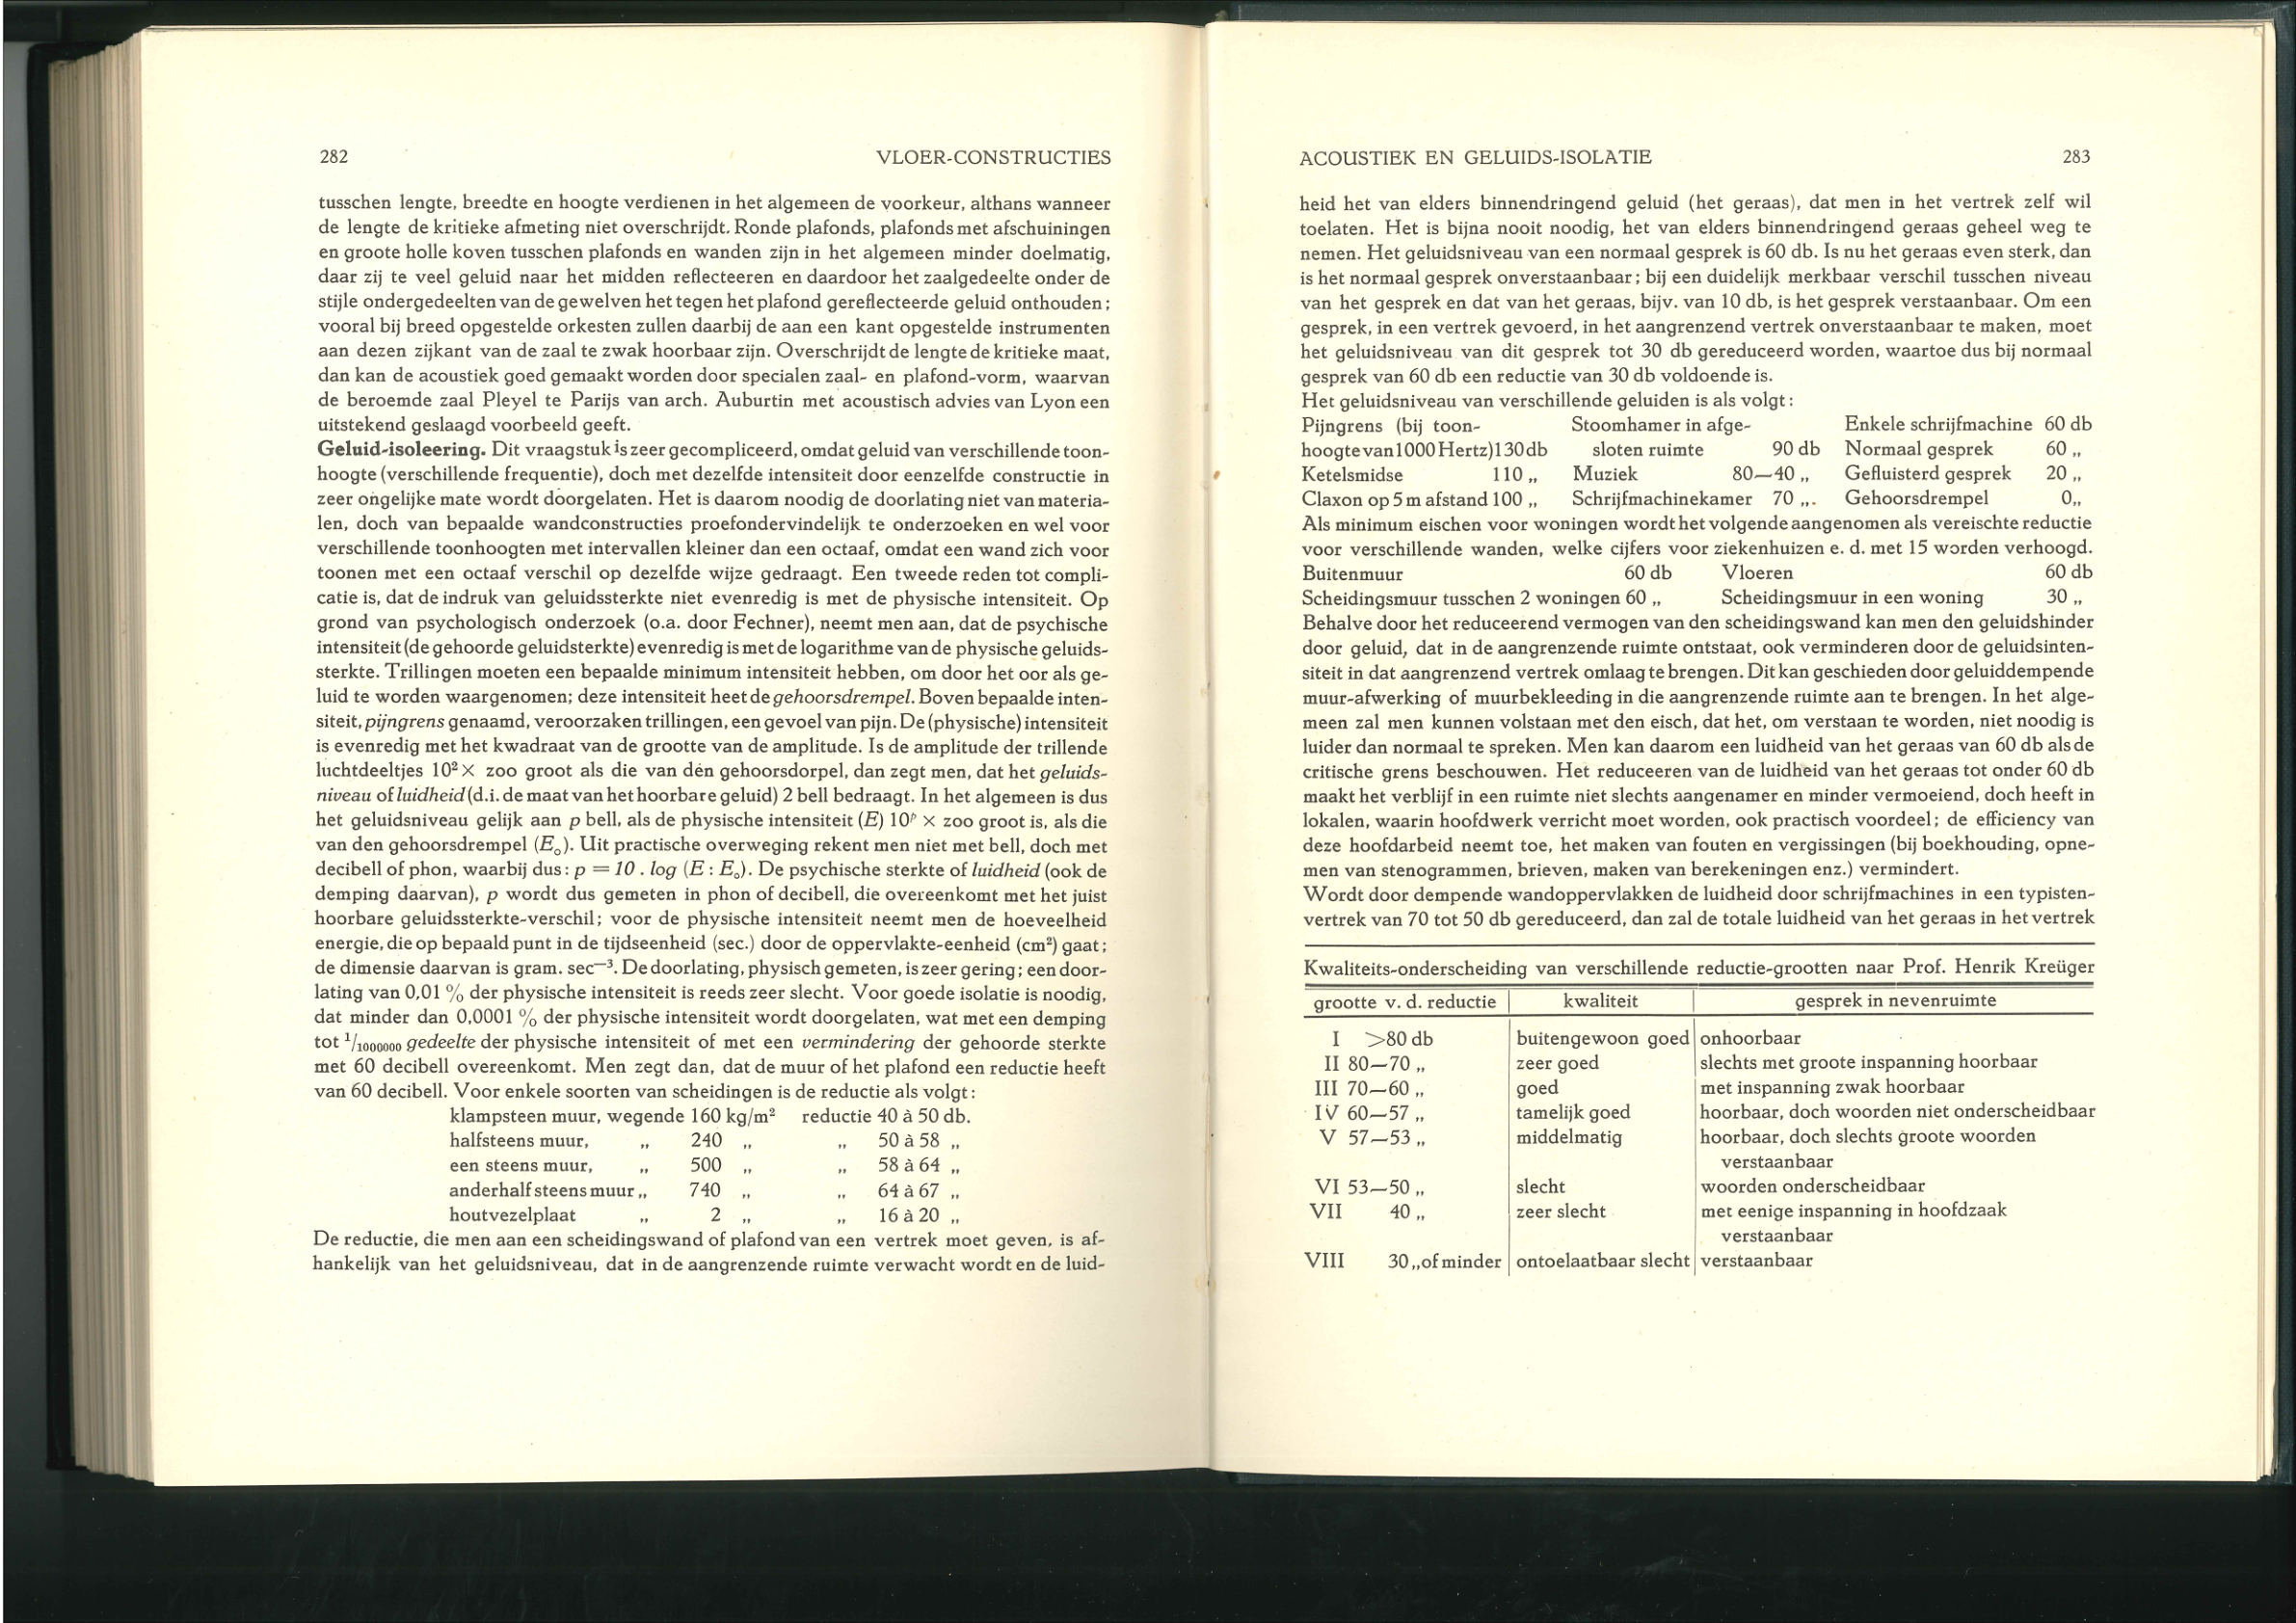 282 VLOER-CONSTRUCTIES
tusschen lengte, breedte en hoogte verdienen in het algemeen de voorkeur, althans wanneer
de lengte de kritieke afmeting niet overschrijdt. Ronde plafonds, plafonds met afschuiningen
en groote holle koven tusschen plafonds en wanden zijn in het algemeen minder doelmatig,
daar zij te veel geluid naar het midden reflecteeren en daardoor het zaalgedeelte onder de
stijle ondergedeelten van de gewelven het tegen het plafond gereflecteerde geluid onthouden;
vooral bij breed opgestelde orkesten zullen daarbij de aan een kant opgestelde instrumenten
aan dezen zijkant van de zaal te zwak hoorbaar zijn. Overschrijdt de lengte de kritieke maat,
dan kan de acoustiek goed gemaakt worden door specialen zaal- en plafond-vorm, waarvan
de beroemde zaal Pleyel te Parijs van arch. Auburtin met acoustisch advies van Lyon een
uitstekend geslaagd voorbeeld geeft.
Geluid-isoleering. Dit vraagstuk is zeer gecompliceerd, omdat geluid van verschillende toon-
hoogte (verschillende frequentie), doch met dezelfde intensiteit door eenzelfde constructie in
zeer ongelijke mate wordt doorgelaten. Het is daarom noodig de doorlating niet van materia-
len, doch van bepaalde wandconstructies proefondervindelijk te onderzoeken en wel voor
verschillende toonhoogten met intervallen kleiner dan een octaaf, omdat een wand zich voor
toonen met een octaaf verschil op dezelfde wijze gedraagt. Een tweede reden tot compli-
catie is, dat de indruk van geluidssterkte niet evenredig is met de physische intensiteit. Op
grond van psychologisch onderzoek (o.a. door Fechner), neemt men aan, dat de psychische
intensiteit (de gehoorde geluidsterkte) evenredig is met de logarithme van de physische geluids-
sterkte. Trillingen moeten een bepaalde minimum intensiteit hebben, om door het oor als ge-
luid te worden waargenomen; deze intensiteit heet de gehoorsdrempel. Boven bepaalde inten-
siteit, pijngrens genaamd, veroorzaken trillingen, een gevoel van pijn. De (physische) intensiteit
is evenredig met het kwadraat van de grootte van de amplitude. Is de amplitude der trillende
luchtdeeltjes 10² × zoo groot als die van den gehoorsdorpel, dan zegt men, dat het geluids-
niveau of luidheid (d.i. de maat van het hoorbare geluid) 2 bell bedraagt. In het algemeen is dus
het geluidsniveau gelijk aan p bell, als de physische intensiteit (E) 10ᵖ × zoo groot is, als die
van den gehoorsdrempel (Eₒ). Uit practische overweging rekent men niet met bell, doch met
decibell of phon, waarbij dus: p = 10 . log (E : Eₒ). De psychische sterkte of luidheid (ook de
demping daarvan), p wordt dus gemeten in phon of decibell, die overeenkomt met het juist
hoorbare geluidssterkte-verschil; voor de physische intensiteit neemt men de hoeveelheid
energie, die op bepaald punt in de tijdseenheid (sec.) door de oppervlakte-eenheid (cm²) gaat;
de dimensie daarvan is gram. sec⁻³. De doorlating, physisch gemeten, is zeer gering; een door-
lating van 0,01 % der physische intensiteit is reeds zeer slecht. Voor goede isolatie is noodig,
dat minder dan 0,0001 % der physische intensiteit wordt doorgelaten, wat met een demping
tot ¹/₁₀₀₀₀₀₀ gedeelte der physische intensiteit of met een vermindering der gehoorde sterkte
met 60 decibell overeenkomt. Men zegt dan, dat de muur of het plafond een reductie heeft
van 60 decibell. Voor enkele soorten van scheidingen is de reductie als volgt:
klampsteen muur, wegende 160 kg/m² reductie 40 à 50 db.
halfsteens muur, „ 240 „ „ 50 à 58 „
een steens muur, „ 500 „ „ 58 à 64 „
anderhalf steens muur „ 740 „ „ 64 à 67 „
houtvezelplaat „ 2 „ „ 16 à 20 „
De reductie, die men aan een scheidingswand of plafond van een vertrek moet geven, is af-
hankelijk van het geluidsniveau, dat in de aangrenzende ruimte verwacht wordt en de luid-
ACOUSTIEK EN GELUIDS-ISOLATIE 283
heid het van elders binnendringend geluid (het geraas), dat men in het vertrek zelf wil
toelaten. Het is bijna nooit noodig, het van elders binnendringend geraas geheel weg te
nemen. Het geluidsniveau van een normaal gesprek is 60 db. Is nu het geraas even sterk, dan
is het normaal gesprek onverstaanbaar; bij een duidelijk merkbaar verschil tusschen niveau
van het gesprek en dat van het geraas, bijv. van 10 db, is het gesprek verstaanbaar. Om een
gesprek, in een vertrek gevoerd, in het aangrenzend vertrek onverstaanbaar te maken, moet
het geluidsniveau van dit gesprek tot 30 db gereduceerd worden, waartoe dus bij normaal
gesprek van 60 db een reductie van 30 db voldoende is.
Het geluidsniveau van verschillende geluiden is als volgt:
Pijngrens (bij toon- Stoomhamer in afge- Enkele schrijfmachine 60 db
hoogte van 1000 Hertz) 130 db sloten ruimte 90 db Normaal gesprek 60 „
Ketelsmidse 110 „ Muziek 80—40 „ Gefluisterd gesprek 20 „
Claxon op 5 m afstand 100 „ Schrijfmachinekamer 70 „. Gehoorsdrempel 0„
Als minimum eischen voor woningen wordt het volgende aangenomen als vereischte reductie
voor verschillende wanden, welke cijfers voor ziekenhuizen e. d. met 15 worden verhoogd.
Buitenmuur 60 db Vloeren 60 db
Scheidingsmuur tusschen 2 woningen 60 „ Scheidingsmuur in een woning 30 „
Behalve door het reduceerend vermogen van den scheidingswand kan men den geluidshinder
door geluid, dat in de aangrenzende ruimte ontstaat, ook verminderen door de geluidsinten-
siteit in dat aangrenzend vertrek omlaag te brengen. Dit kan geschieden door geluiddempende
muur-afwerking of muurbekleeding in die aangrenzende ruimte aan te brengen. In het alge-
meen zal men kunnen volstaan met den eisch, dat het, om verstaan te worden, niet noodig is
luider dan normaal te spreken. Men kan daarom een luidheid van het geraas van 60 db als de
critische grens beschouwen. Het reduceeren van de luidheid van het geraas tot onder 60 db
maakt het verblijf in een ruimte niet slechts aangenamer en minder vermoeiend, doch heeft in
lokalen, waarin hoofdwerk verricht moet worden, ook practisch voordeel; de efficiency van
deze hoofdarbeid neemt toe, het maken van fouten en vergissingen (bij boekhouding, opne-
men van stenogrammen, brieven, maken van berekeningen enz.) vermindert.
Wordt door dempende wandoppervlakken de luidheid door schrijfmachines in een typisten-
vertrek van 70 tot 50 db gereduceerd, dan zal de totale luidheid van het geraas in het vertrek
Kwaliteits-onderscheiding van verschillende reductie-grootten naar Prof. Henrik Kreüger
grootte v. d. reductie kwaliteit gesprek in nevenruimte
I >80 db buitengewoon goed onhoorbaar
II 80—70 „ zeer goed slechts met groote inspanning hoorbaar
III 70—60 „ goed met inspanning zwak hoorbaar
IV 60—57 „ tamelijk goed hoorbaar, doch woorden niet onderscheidbaar
V 57—53 „ middelmatig hoorbaar, doch slechts groote woorden
verstaanbaar
VI 53—50 „ slecht woorden onderscheidbaar
VII 40 „ zeer slecht met eenige inspanning in hoofdzaak
verstaanbaar
VIII 30 „ of minder ontoelaatbaar slecht verstaanbaar